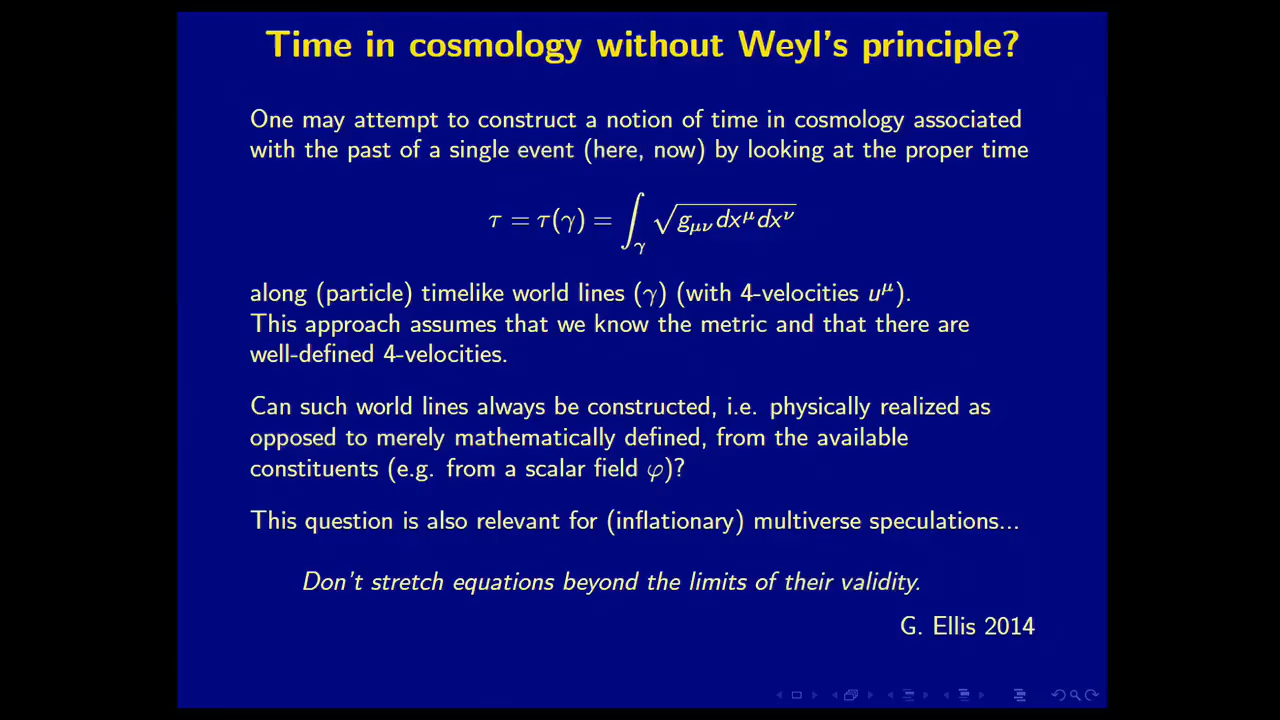 Time in cosmology without Weyl's principle?
One may attempt to construct a notion of time in cosmology associated
with the past of a single event (here, now) by looking at the proper time
τ = τ(γ) = ∫_γ √(g_μν dx^μ dx^ν)
along (particle) timelike world lines (γ) (with 4-velocities u^μ).
This approach assumes that we know the metric and that there are
well-defined 4-velocities.
Can such world lines always be constructed, i.e. physically realized as
opposed to merely mathematically defined, from the available
constituents (e.g. from a scalar field φ)?
This question is also relevant for (inflationary) multiverse speculations...
Don't stretch equations beyond the limits of their validity.
G. Ellis 2014